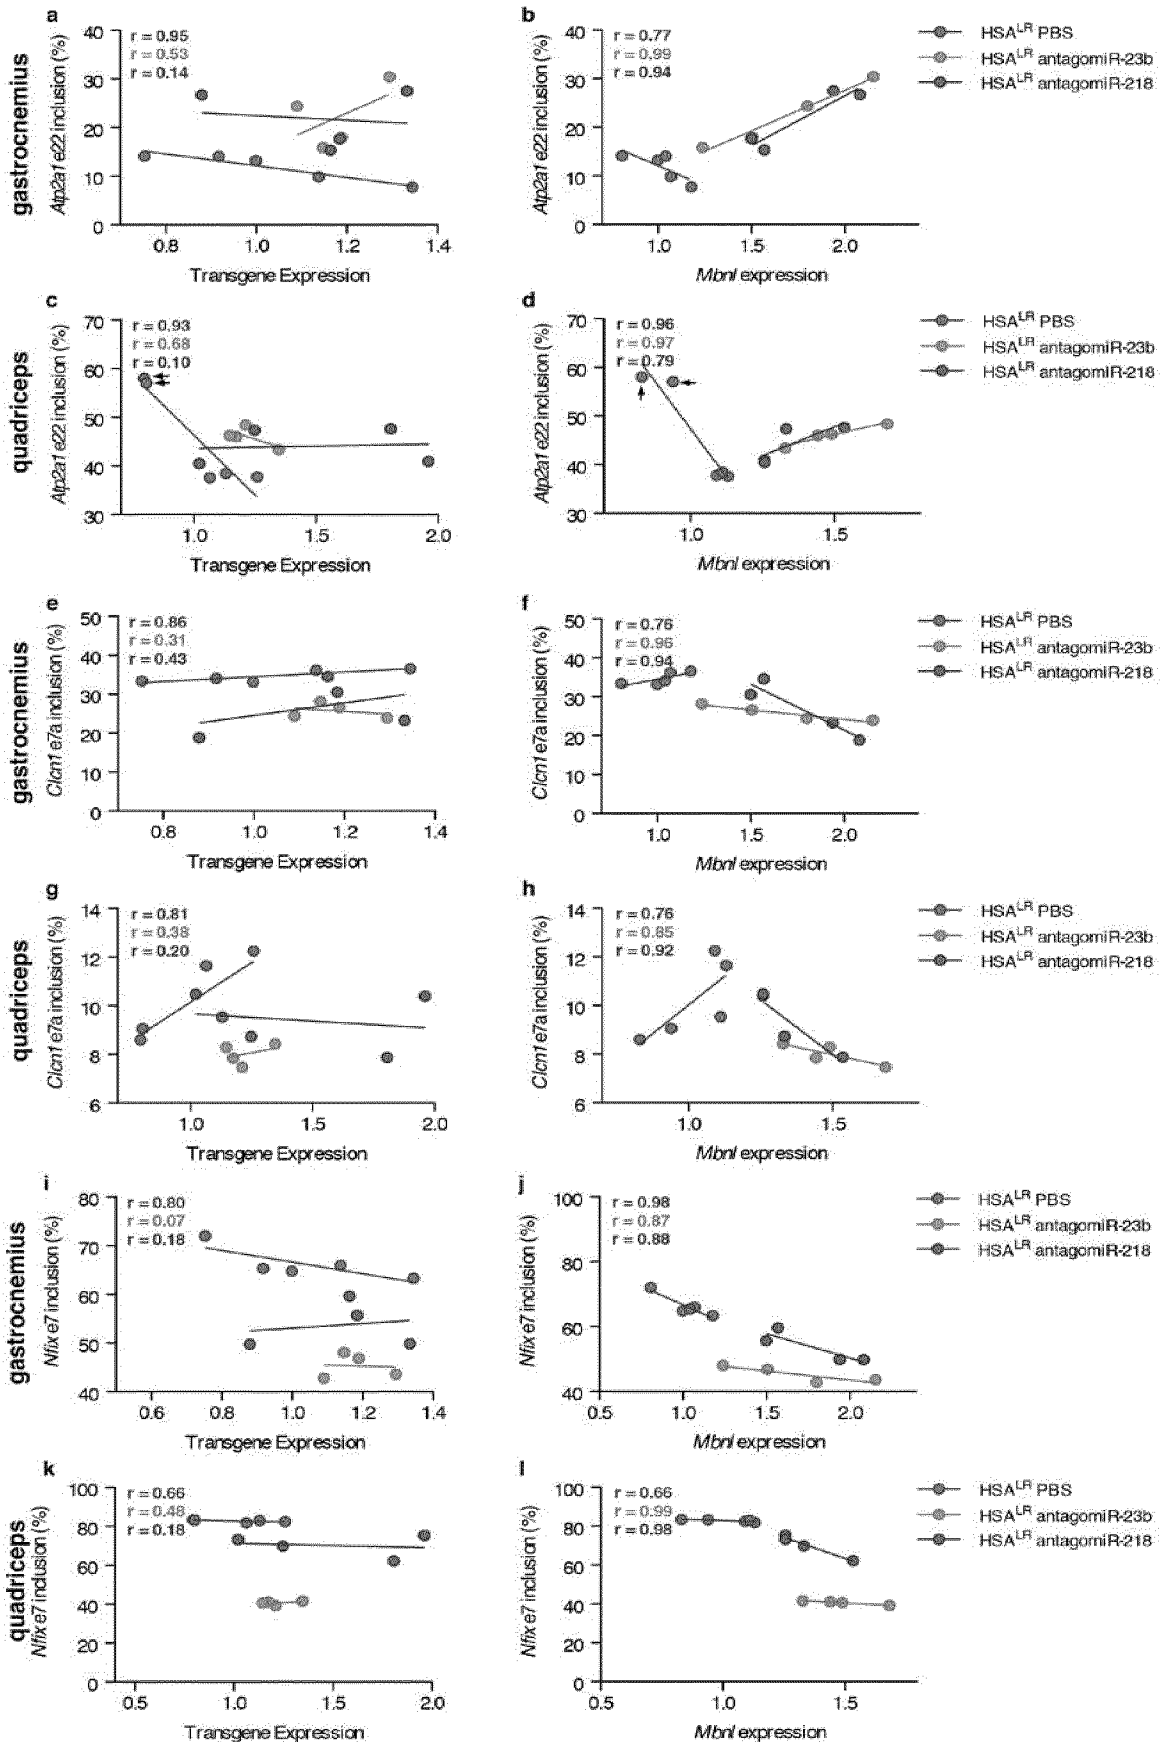 a
gastrocnemius
Atp2a1 e22 inclusion (%)
40
30
20
10
0
r = 0.95
r = 0.53
r = 0.14
0.8 1.0 1.2 1.4
Transgene Expression
b
Atp2a1 e22 inclusion (%)
40
30
20
10
0
r = 0.77
r = 0.99
r = 0.94
1.0 1.5 2.0
Mbnl expression
HSALR PBS
HSALR antagomiR-23b
HSALR antagomiR-218
c
quadriceps
Atp2a1 e22 inclusion (%)
70
60
50
40
30
r = 0.93
r = 0.68
r = 0.10
1.0 1.5 2.0
Transgene Expression
d
Atp2a1 e22 inclusion (%)
70
60
50
40
30
r = 0.96
r = 0.97
r = 0.79
1.0 1.5
Mbnl expression
HSALR PBS
HSALR antagomiR-23b
HSALR antagomiR-218
e
gastrocnemius
Clcn1 e7a inclusion (%)
50
40
30
20
10
0
r = 0.86
r = 0.31
r = 0.43
0.8 1.0 1.2 1.4
Transgene Expression
f
Clcn1 e7a inclusion (%)
50
40
30
20
10
0
r = 0.76
r = 0.96
r = 0.94
1.0 1.5 2.0
Mbnl expression
HSALR PBS
HSALR antagomiR-23b
HSALR antagomiR-218
g
quadriceps
Clcn1 e7a inclusion (%)
14
12
10
8
6
r = 0.81
r = 0.38
r = 0.20
1.0 1.5 2.0
Transgene Expression
h
Clcn1 e7a inclusion (%)
14
12
10
8
6
r = 0.76
r = 0.85
r = 0.92
1.0 1.5
Mbnl expression
HSALR PBS
HSALR antagomiR-23b
HSALR antagomiR-218
i
gastrocnemius
Nfix e7 inclusion (%)
80
70
60
50
40
r = 0.80
r = 0.07
r = 0.18
0.6 0.8 1.0 1.2 1.4
Transgene Expression
j
Nfix e7 inclusion (%)
100
80
60
40
r = 0.98
r = 0.87
r = 0.88
0.5 1.0 1.5 2.0
Mbnl expression
HSALR PBS
HSALR antagomiR-23b
HSALR antagomiR-218
k
quadriceps
Nfix e7 inclusion (%)
100
80
60
40
20
0
r = 0.66
r = 0.48
r = 0.18
0.5 1.0 1.5 2.0
Transgene Expression
l
Nfix e7 inclusion (%)
100
80
60
40
20
0
r = 0.66
r = 0.99
r = 0.98
0.5 1.0 1.5
Mbnl expression
HSALR PBS
HSALR antagomiR-23b
HSALR antagomiR-218